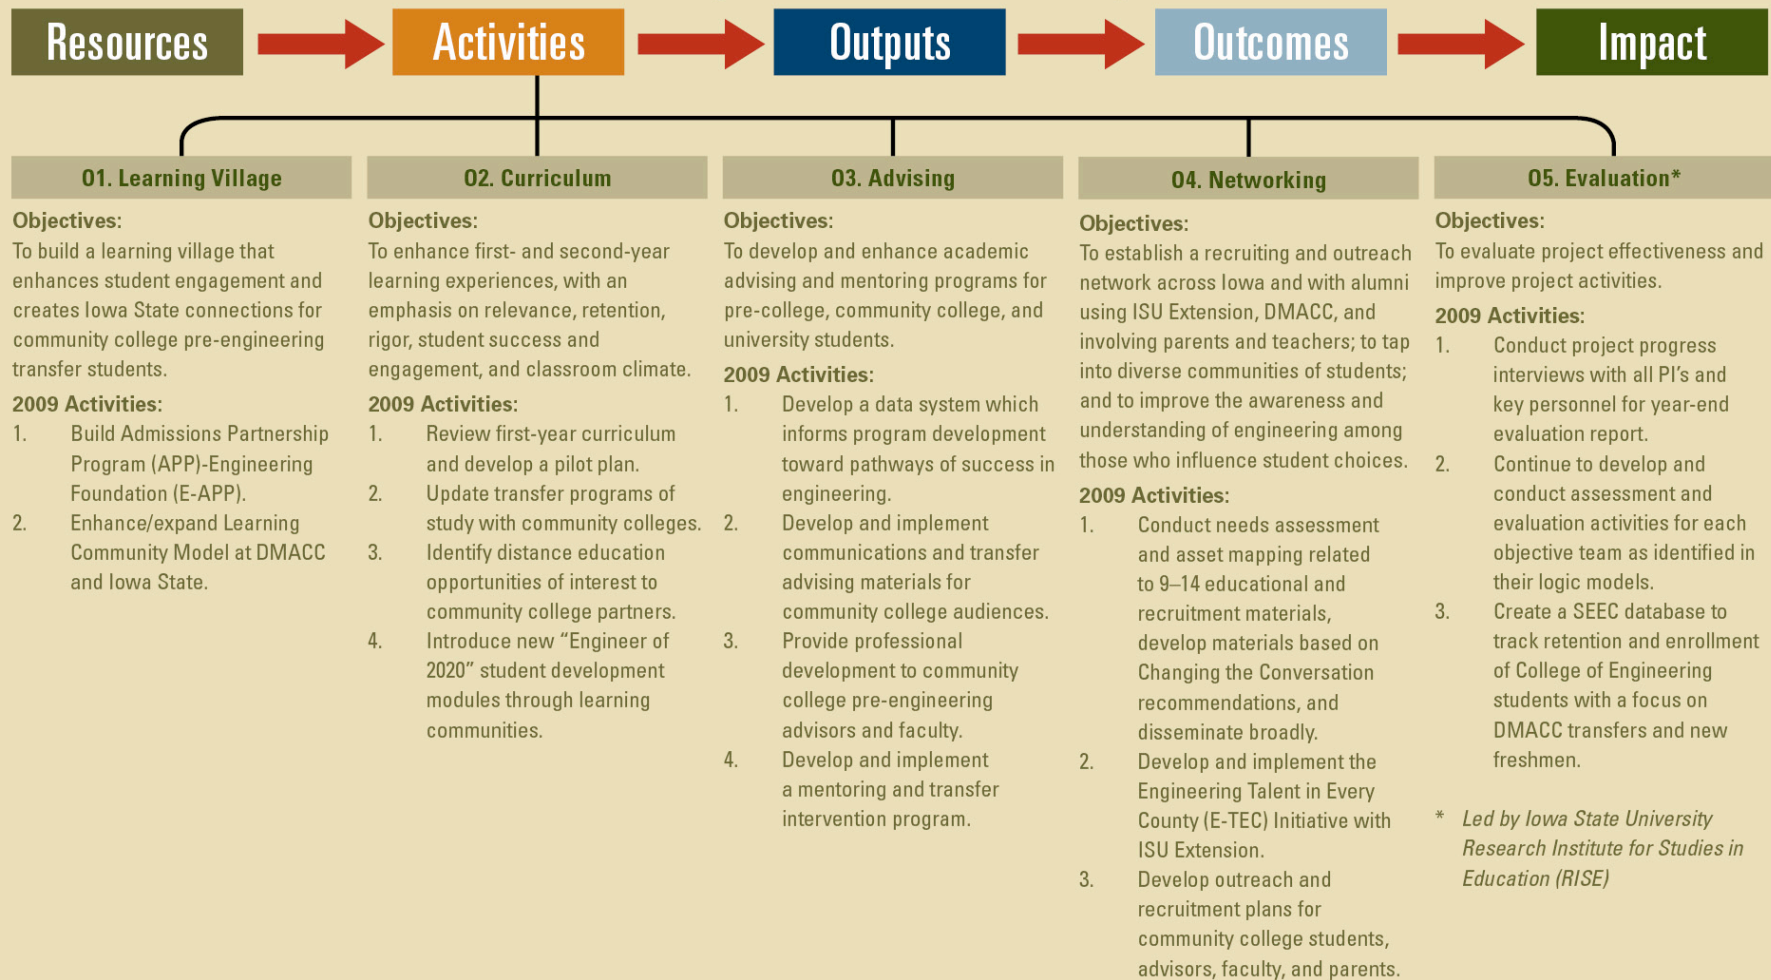 Resources
Activities
Outputs
Outcomes
Impact
01. Learning Village
Objectives:
To build a learning village that
enhances student engagement and
creates Iowa State connections for
community college pre-engineering
transfer students.
2009 Activities:
1. Build Admissions Partnership
Program (APP)-Engineering
Foundation (E-APP).
2. Enhance/expand Learning
Community Model at DMACC
and Iowa State.
02. Curriculum
Objectives:
To enhance first- and second-year
learning experiences, with an
emphasis on relevance, retention,
rigor, student success and
engagement, and classroom climate.
2009 Activities:
1. Review first-year curriculum
and develop a pilot plan.
2. Update transfer programs of
study with community colleges.
3. Identify distance education
opportunities of interest to
community college partners.
4. Introduce new “Engineer of
2020” student development
modules through learning
communities.
03. Advising
Objectives:
To develop and enhance academic
advising and mentoring programs for
pre-college, community college, and
university students.
2009 Activities:
1. Develop a data system which
informs program development
toward pathways of success in
engineering.
2. Develop and implement
communications and transfer
advising materials for
community college audiences.
3. Provide professional
development to community
college pre-engineering
advisors and faculty.
4. Develop and implement
a mentoring and transfer
intervention program.
04. Networking
Objectives:
To establish a recruiting and outreach
network across Iowa and with alumni
using ISU Extension, DMACC, and
involving parents and teachers; to tap
into diverse communities of students;
and to improve the awareness and
understanding of engineering among
those who influence student choices.
2009 Activities:
1. Conduct needs assessment
and asset mapping related
to 9–14 educational and
recruitment materials,
develop materials based on
Changing the Conversation
recommendations, and
disseminate broadly.
2. Develop and implement the
Engineering Talent in Every
County (E-TEC) Initiative with
ISU Extension.
3. Develop outreach and
recruitment plans for
community college students,
advisors, faculty, and parents.
05. Evaluation*
Objectives:
To evaluate project effectiveness and
improve project activities.
2009 Activities:
1. Conduct project progress
interviews with all PI’s and
key personnel for year-end
evaluation report.
2. Continue to develop and
conduct assessment and
evaluation activities for each
objective team as identified in
their logic models.
3. Create a SEEC database to
track retention and enrollment
of College of Engineering
students with a focus on
DMACC transfers and new
freshmen.
* Led by Iowa State University
Research Institute for Studies in
Education (RISE)